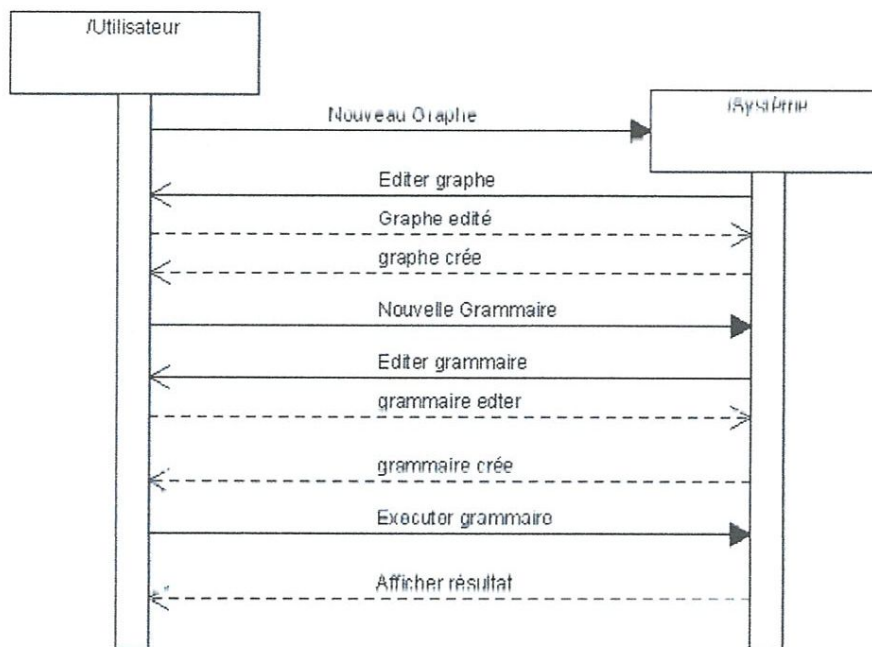 /Utilisateur
/Système
Nouveau Graphe
Editer graphe
Graphe edité
graphe crée
Nouvelle Grammaire
Editer grammaire
grammaire edter
grammaire crée
Executer grammaire
Afficher résultat